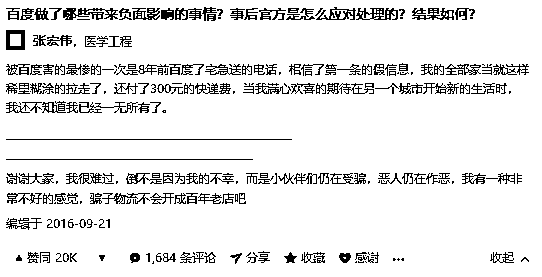 百度做了哪些带来负面影响的事情？事后官方是怎么应对处理的？结果如何？
张宏伟，医学工程
被百度害的最惨的一次是8年前百度了宅急送的电话，相信了第一条的假信息，我的全部家当就这样
稀里糊涂的拉走了，还付了300元的快递费，当我满心欢喜的期待在另一个城市开始新的生活时，
我还不知道我已经一无所有了。
谢谢大家，我很难过，倒不是因为我的不幸，而是小伙伴们仍在受骗，恶人仍在作恶，我有一种非
常不好的感觉，骗子物流不会开成百年老店吧
编辑于 2016-09-21
▲ 赞同 20K ▼ 1,684 条评论 分享 收藏 感谢 ••• 收起